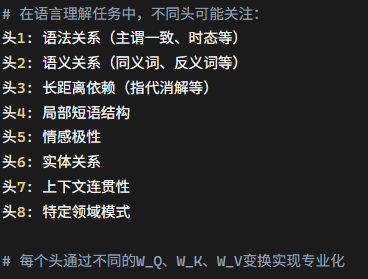 # 在语言理解任务中，不同头可能关注：
头1: 语法关系（主谓一致、时态等）
头2: 语义关系（同义词、反义词等）
头3: 长距离依赖（指代消解等）
头4: 局部短语结构
头5: 情感极性
头6: 实体关系
头7: 上下文连贯性
头8: 特定领域模式
# 每个头通过不同的W_Q、W_K、W_V变换实现专业化